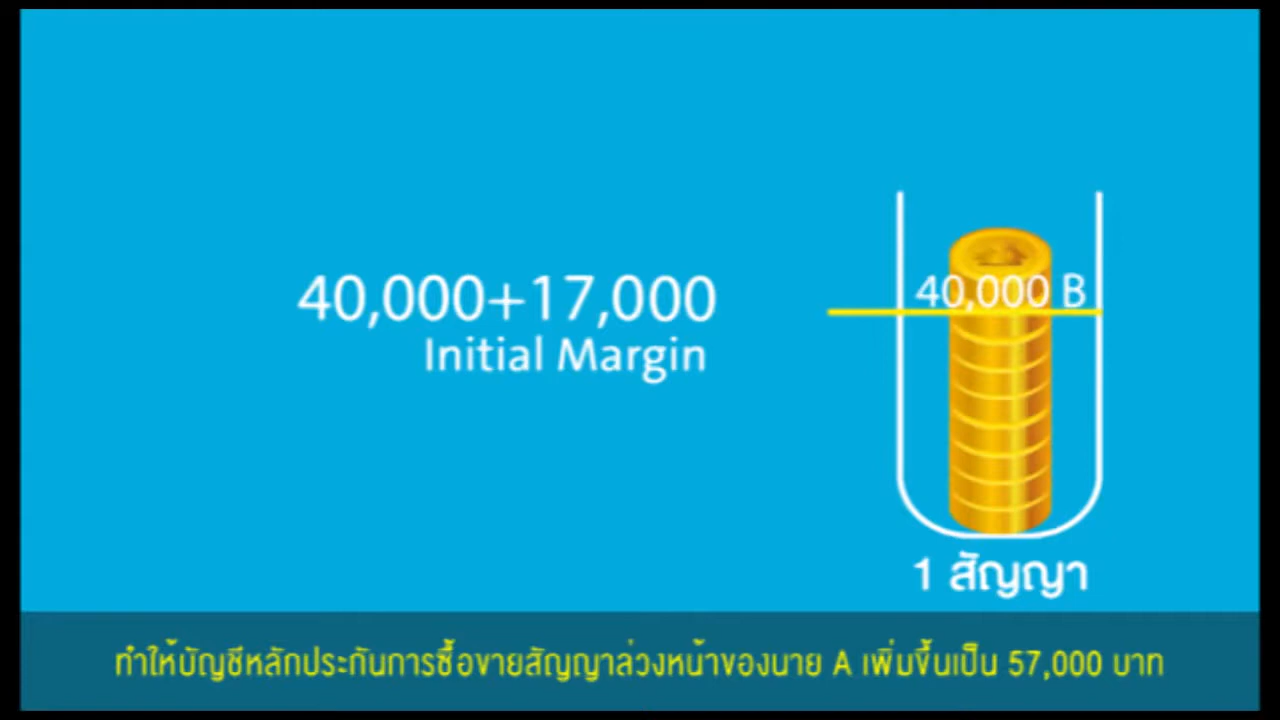 40,000+17,000
Initial Margin
40,000 B
1 สัญญา
ทำให้บัญชีหลักประกันการซื้อขายสัญญาล่วงหน้าของนาย A เพิ่มขึ้นเป็น 57,000 บาท